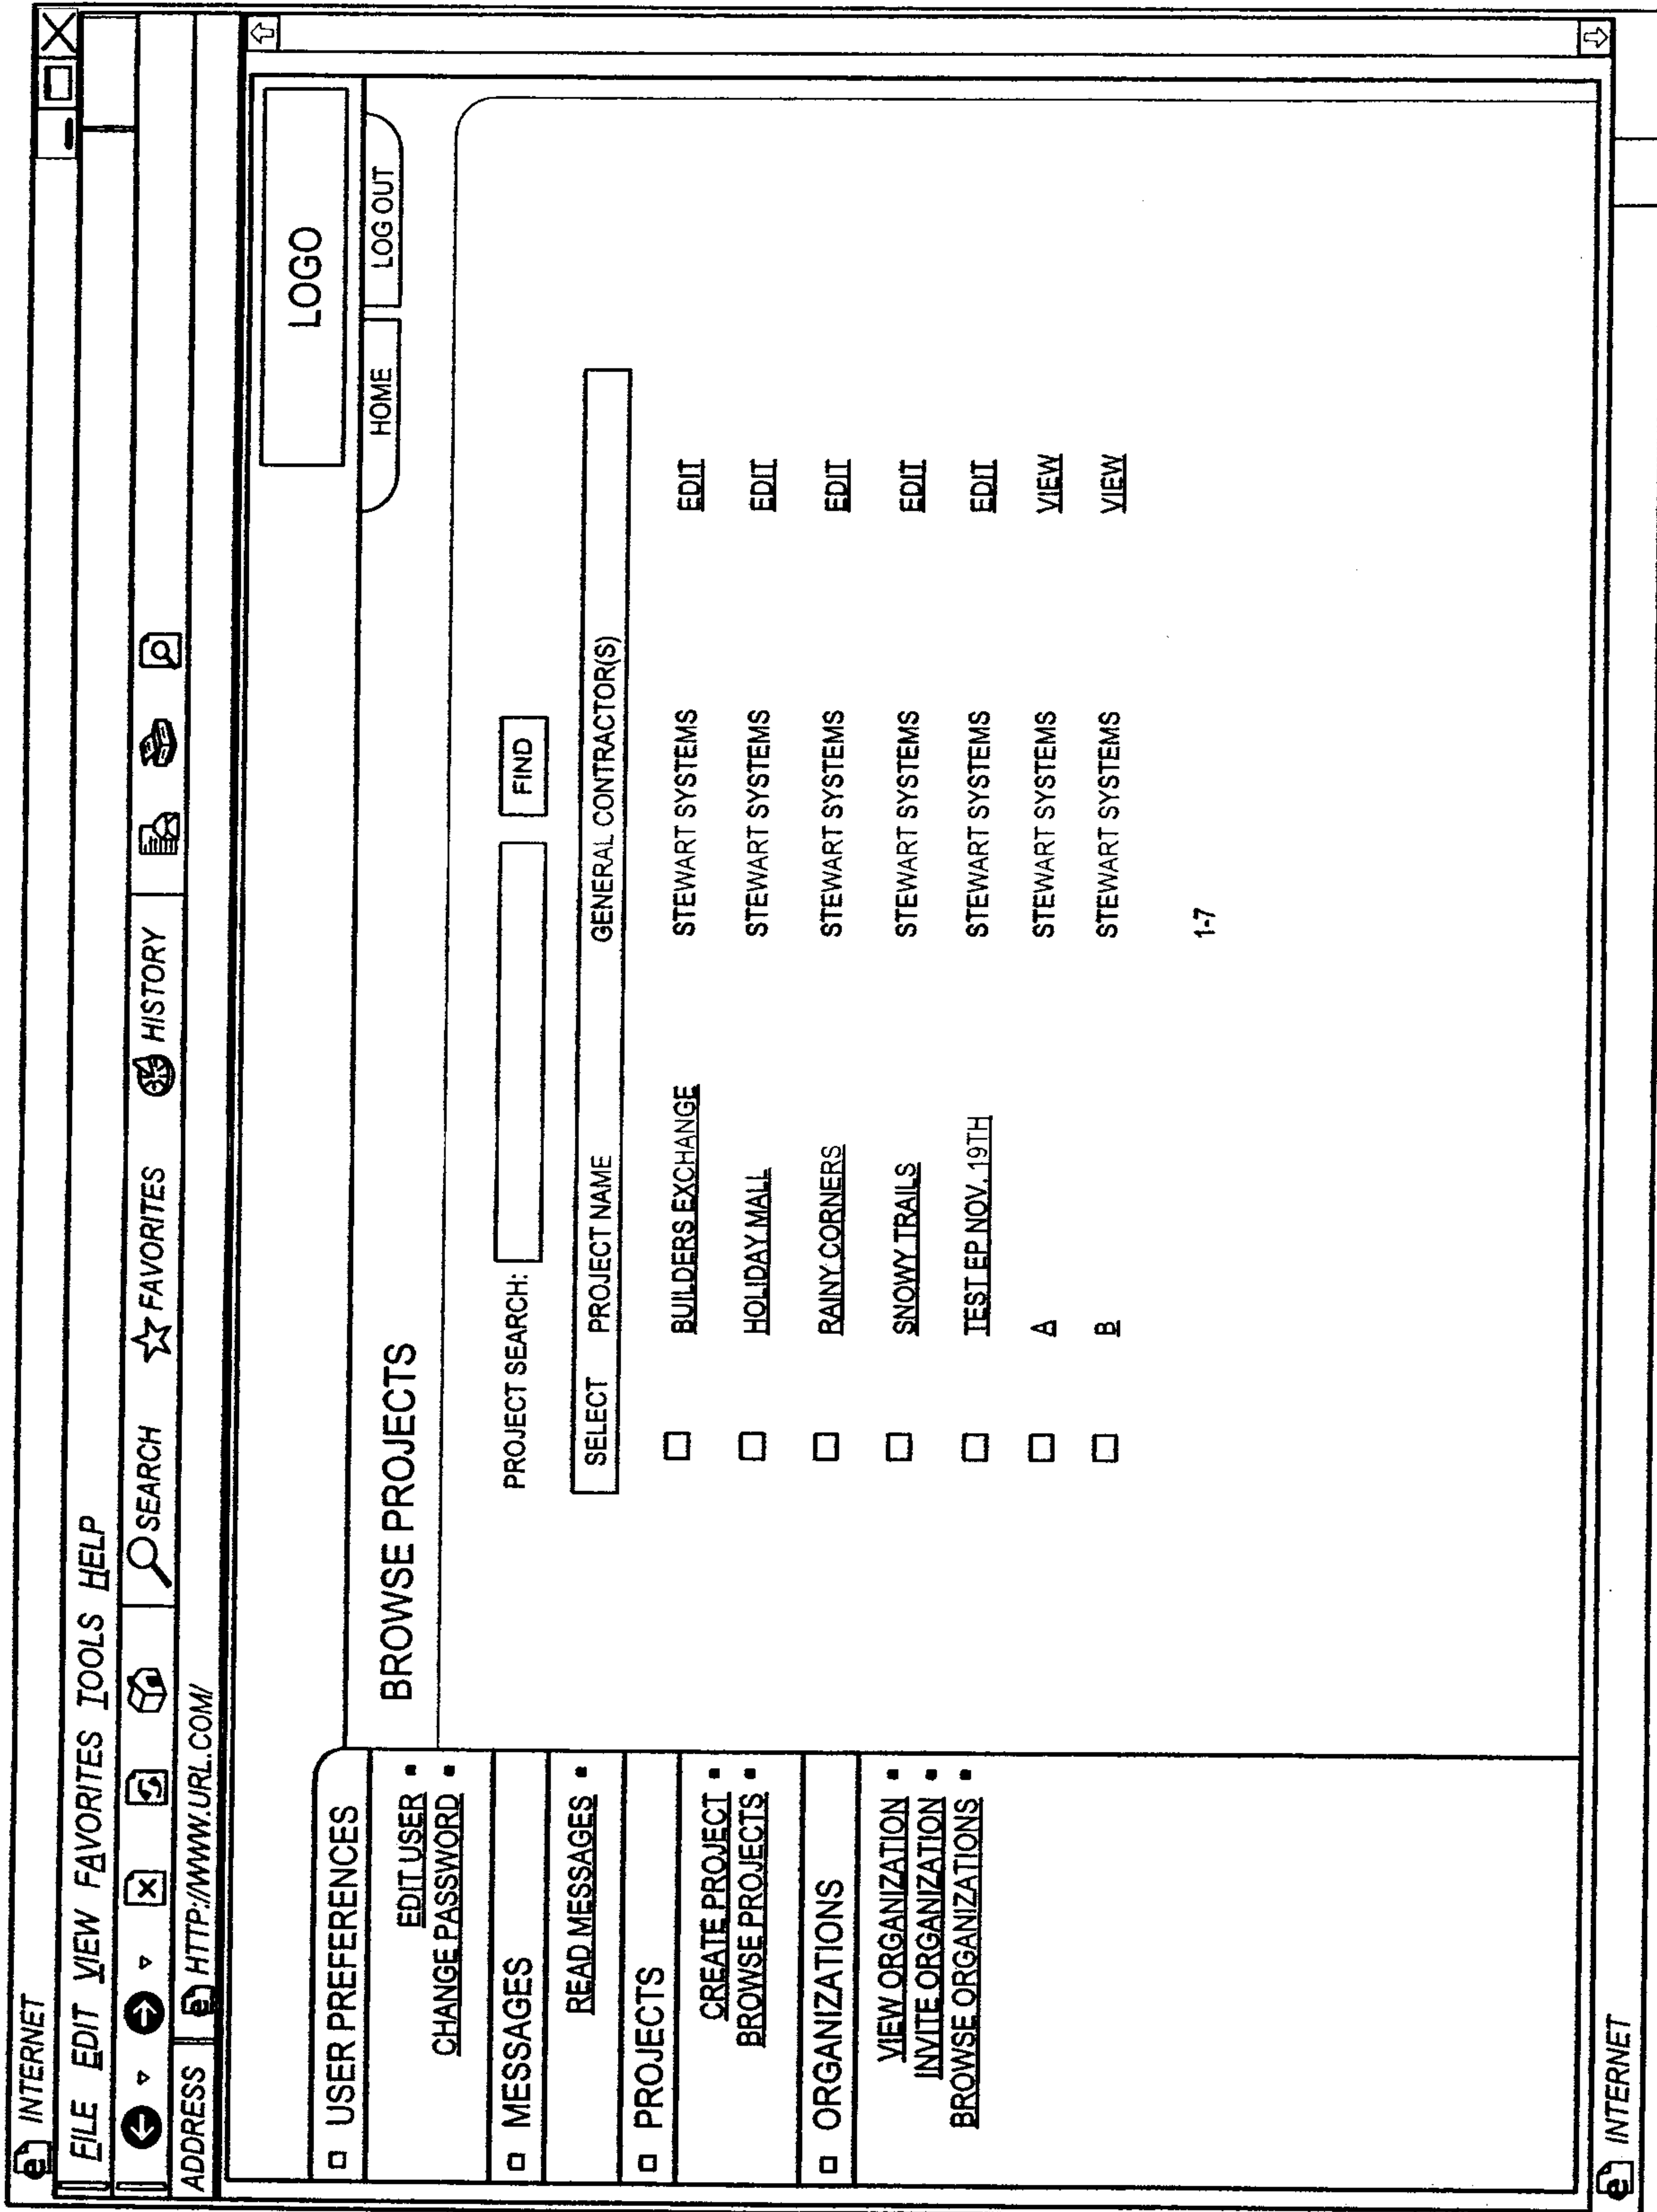 INTERNET
FILE EDIT VIEW FAVORITES TOOLS HELP
SEARCH FAVORITES HISTORY
ADDRESS HTTP://WWW.URL.COM/
LOGO
HOME LOG OUT
BROWSE PROJECTS
USER PREFERENCES
EDIT USER
CHANGE PASSWORD
MESSAGES
READ MESSAGES
PROJECTS
CREATE PROJECT
BROWSE PROJECTS
ORGANIZATIONS
VIEW ORGANIZATION
INVITE ORGANIZATION
BROWSE ORGANIZATIONS
PROJECT SEARCH: FIND
SELECT PROJECT NAME GENERAL CONTRACTOR(S)
BUILDERS EXCHANGE STEWART SYSTEMS EDIT
HOLIDAY MALL STEWART SYSTEMS EDIT
RAINY CORNERS STEWART SYSTEMS EDIT
SNOWY TRAILS STEWART SYSTEMS EDIT
TEST EP NOV. 19TH STEWART SYSTEMS EDIT
A STEWART SYSTEMS VIEW
B STEWART SYSTEMS VIEW
1-7
INTERNET